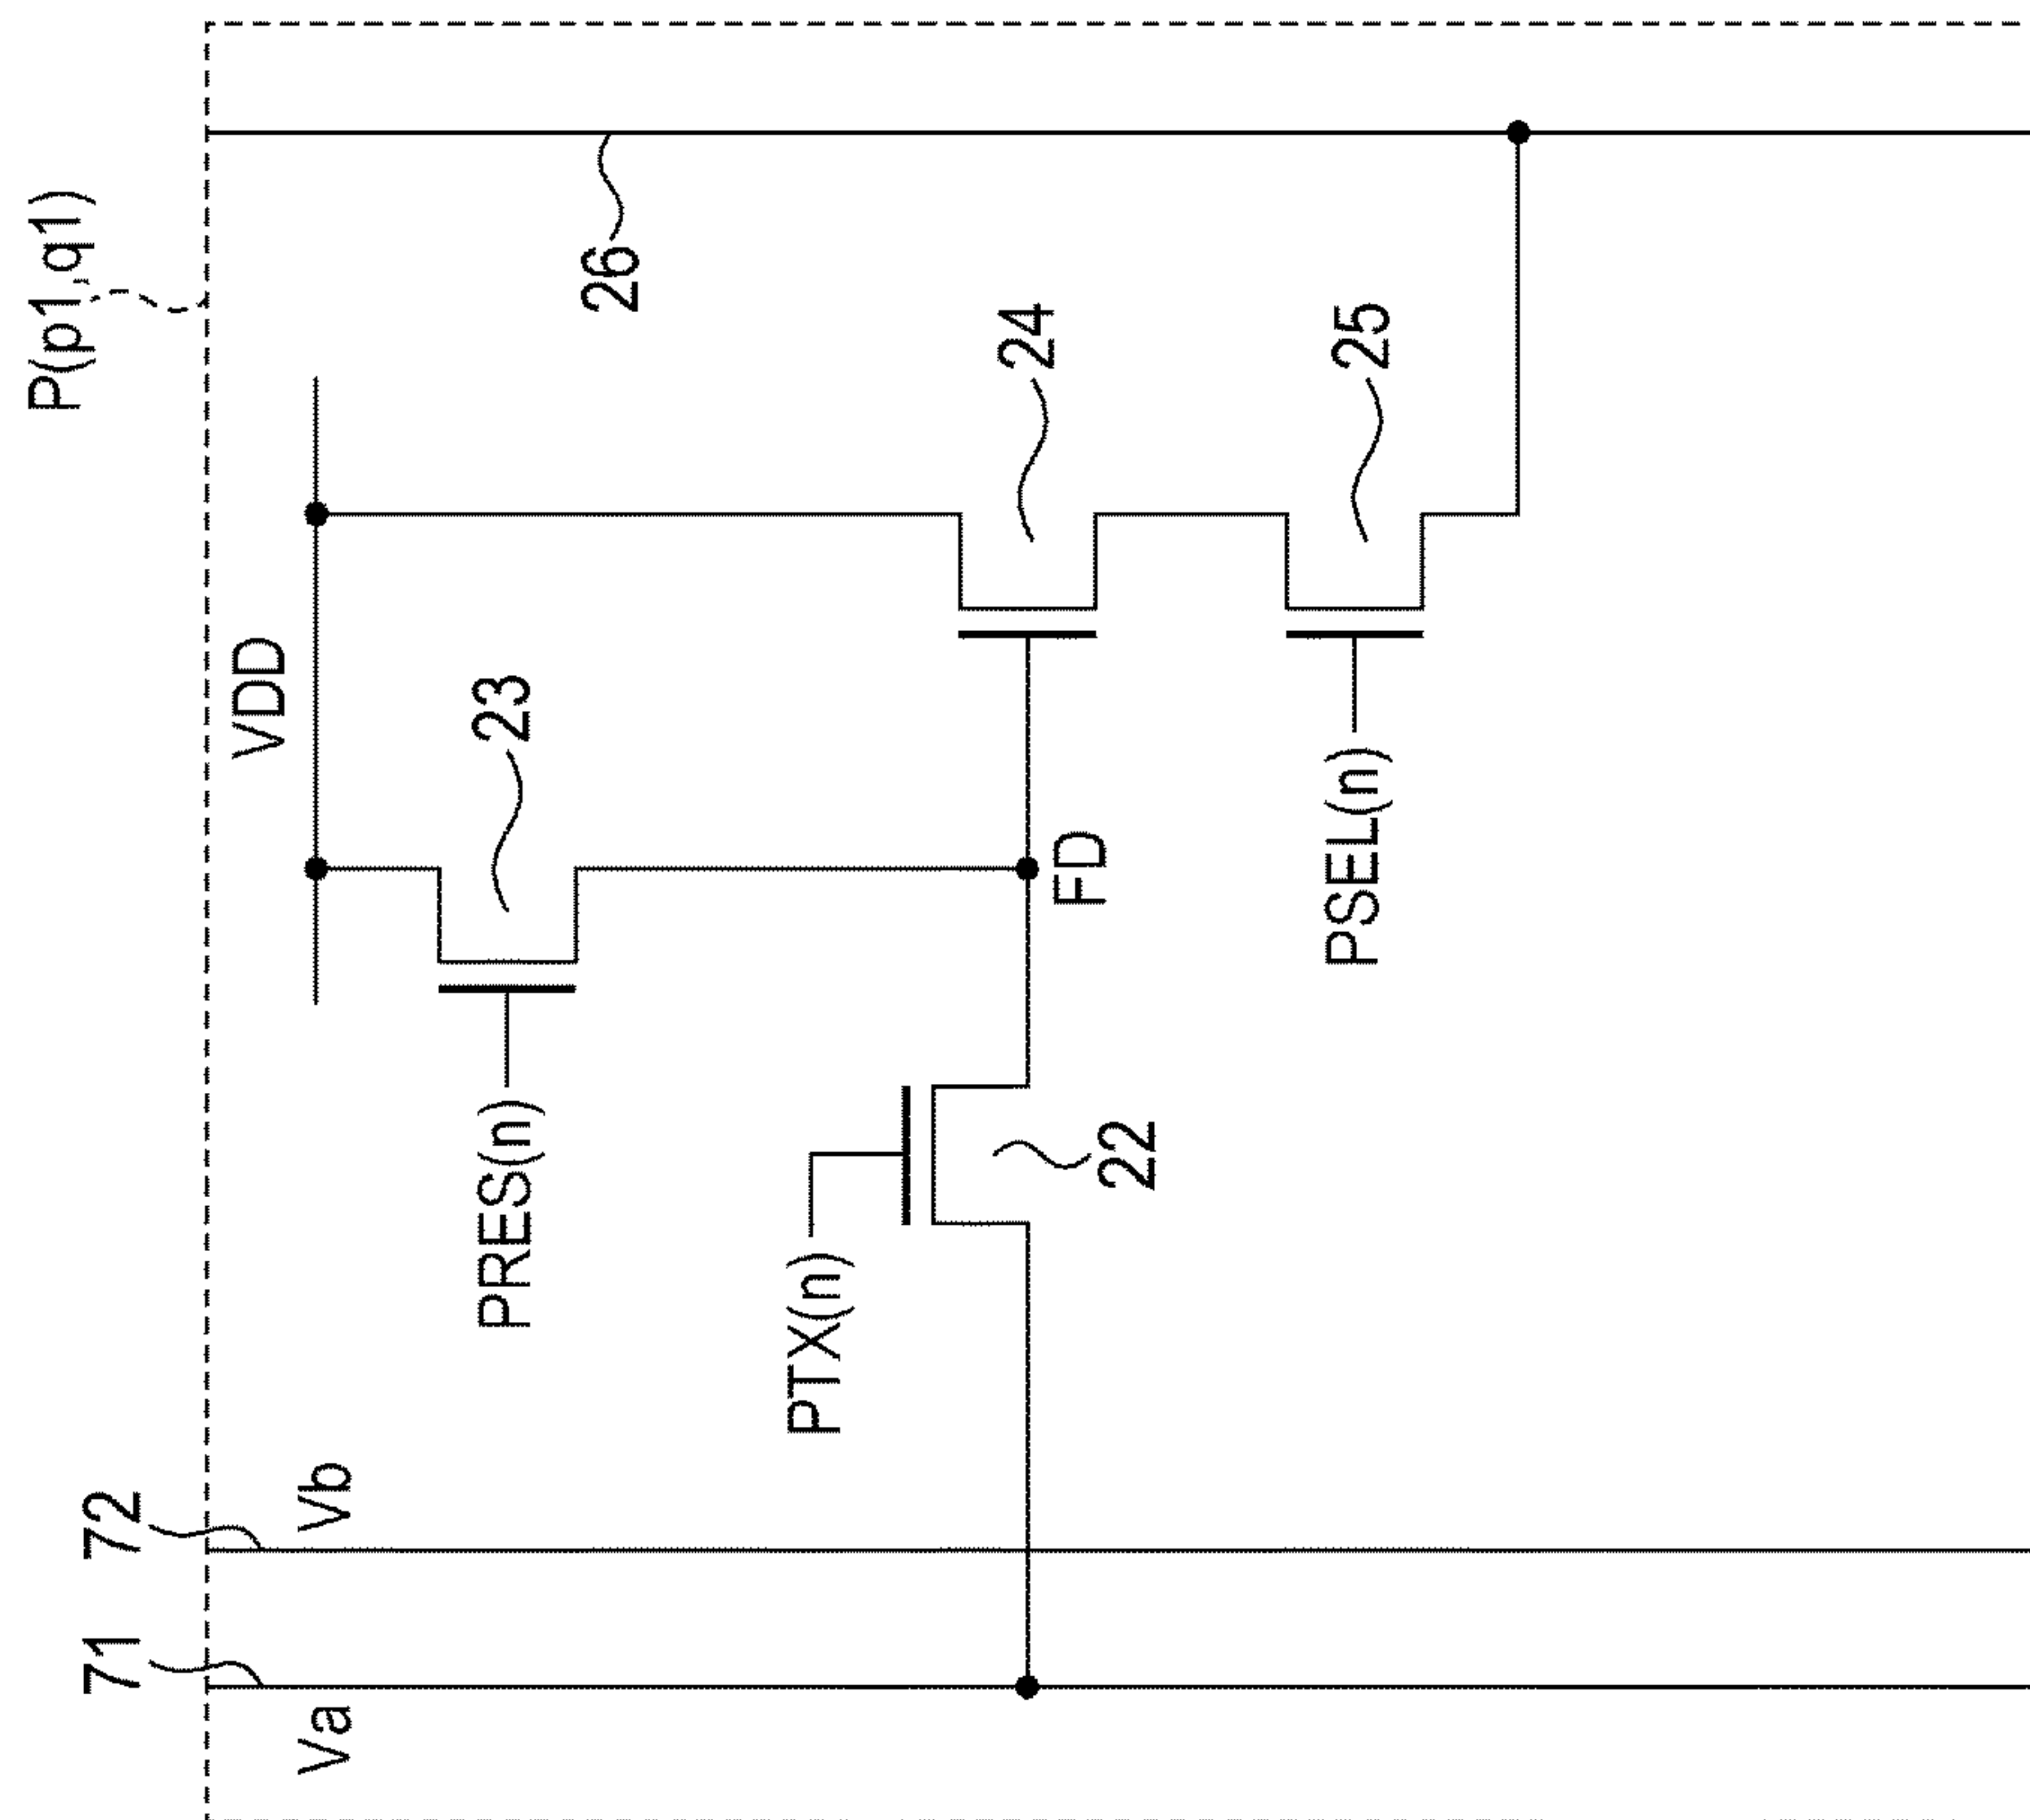 P(p1,q1)
71
72
VDD
Va
Vb
PRES(n)
23
26
PTX(n)
24
FD
22
PSEL(n)
25